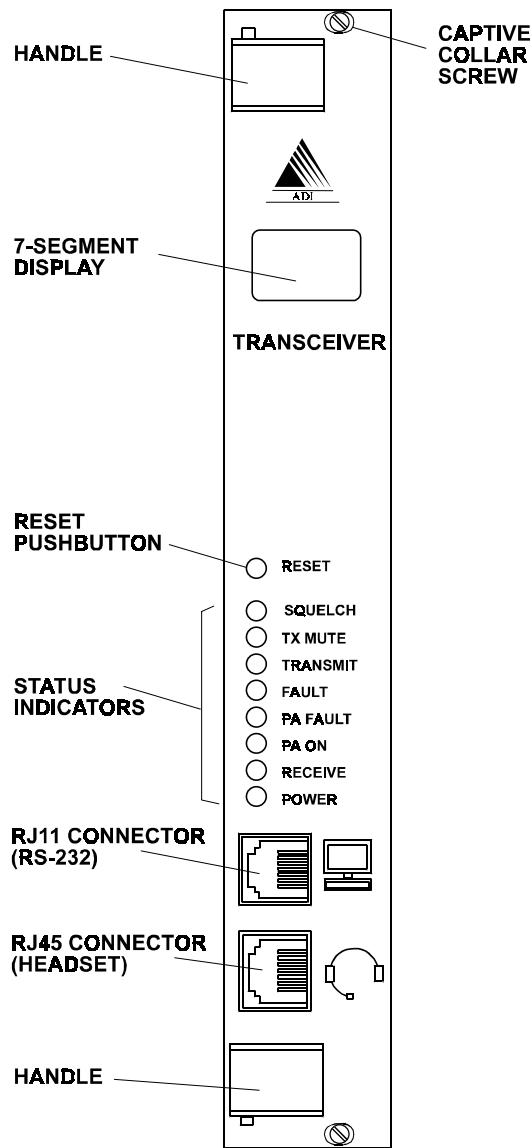 HANDLE
CAPTIVE
COLLAR
SCREW
ADI
7-SEGMENT
DISPLAY
TRANSCEIVER
RESET
PUSHBUTTON
RESET
SQUELCH
TX MUTE
TRANSMIT
STATUS
INDICATORS
FAULT
PA FAULT
PA ON
RECEIVE
POWER
RJ11 CONNECTOR
(RS-232)
RJ45 CONNECTOR
(HEADSET)
HANDLE